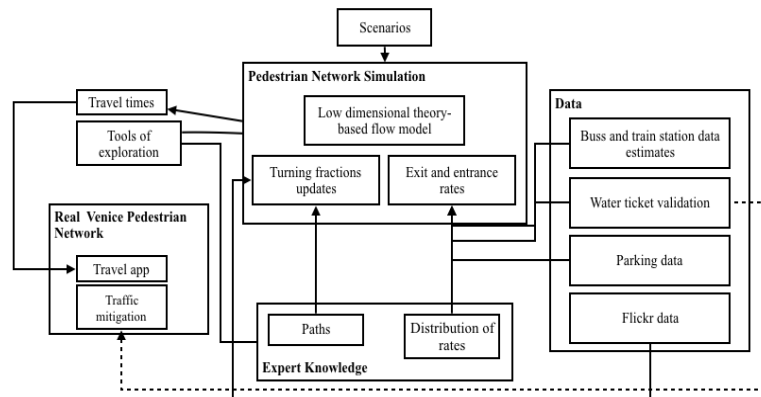 Scenarios
Pedestrian Network Simulation
Low dimensional theory-
based flow model
Turning fractions
updates
Exit and entrance
rates
Travel times
Tools of
exploration
Real Venice Pedestrian
Network
Travel app
Traffic
mitigation
Paths
Distribution of
rates
Expert Knowledge
Data
Buss and train station data
estimates
Water ticket validation
Parking data
Flickr data